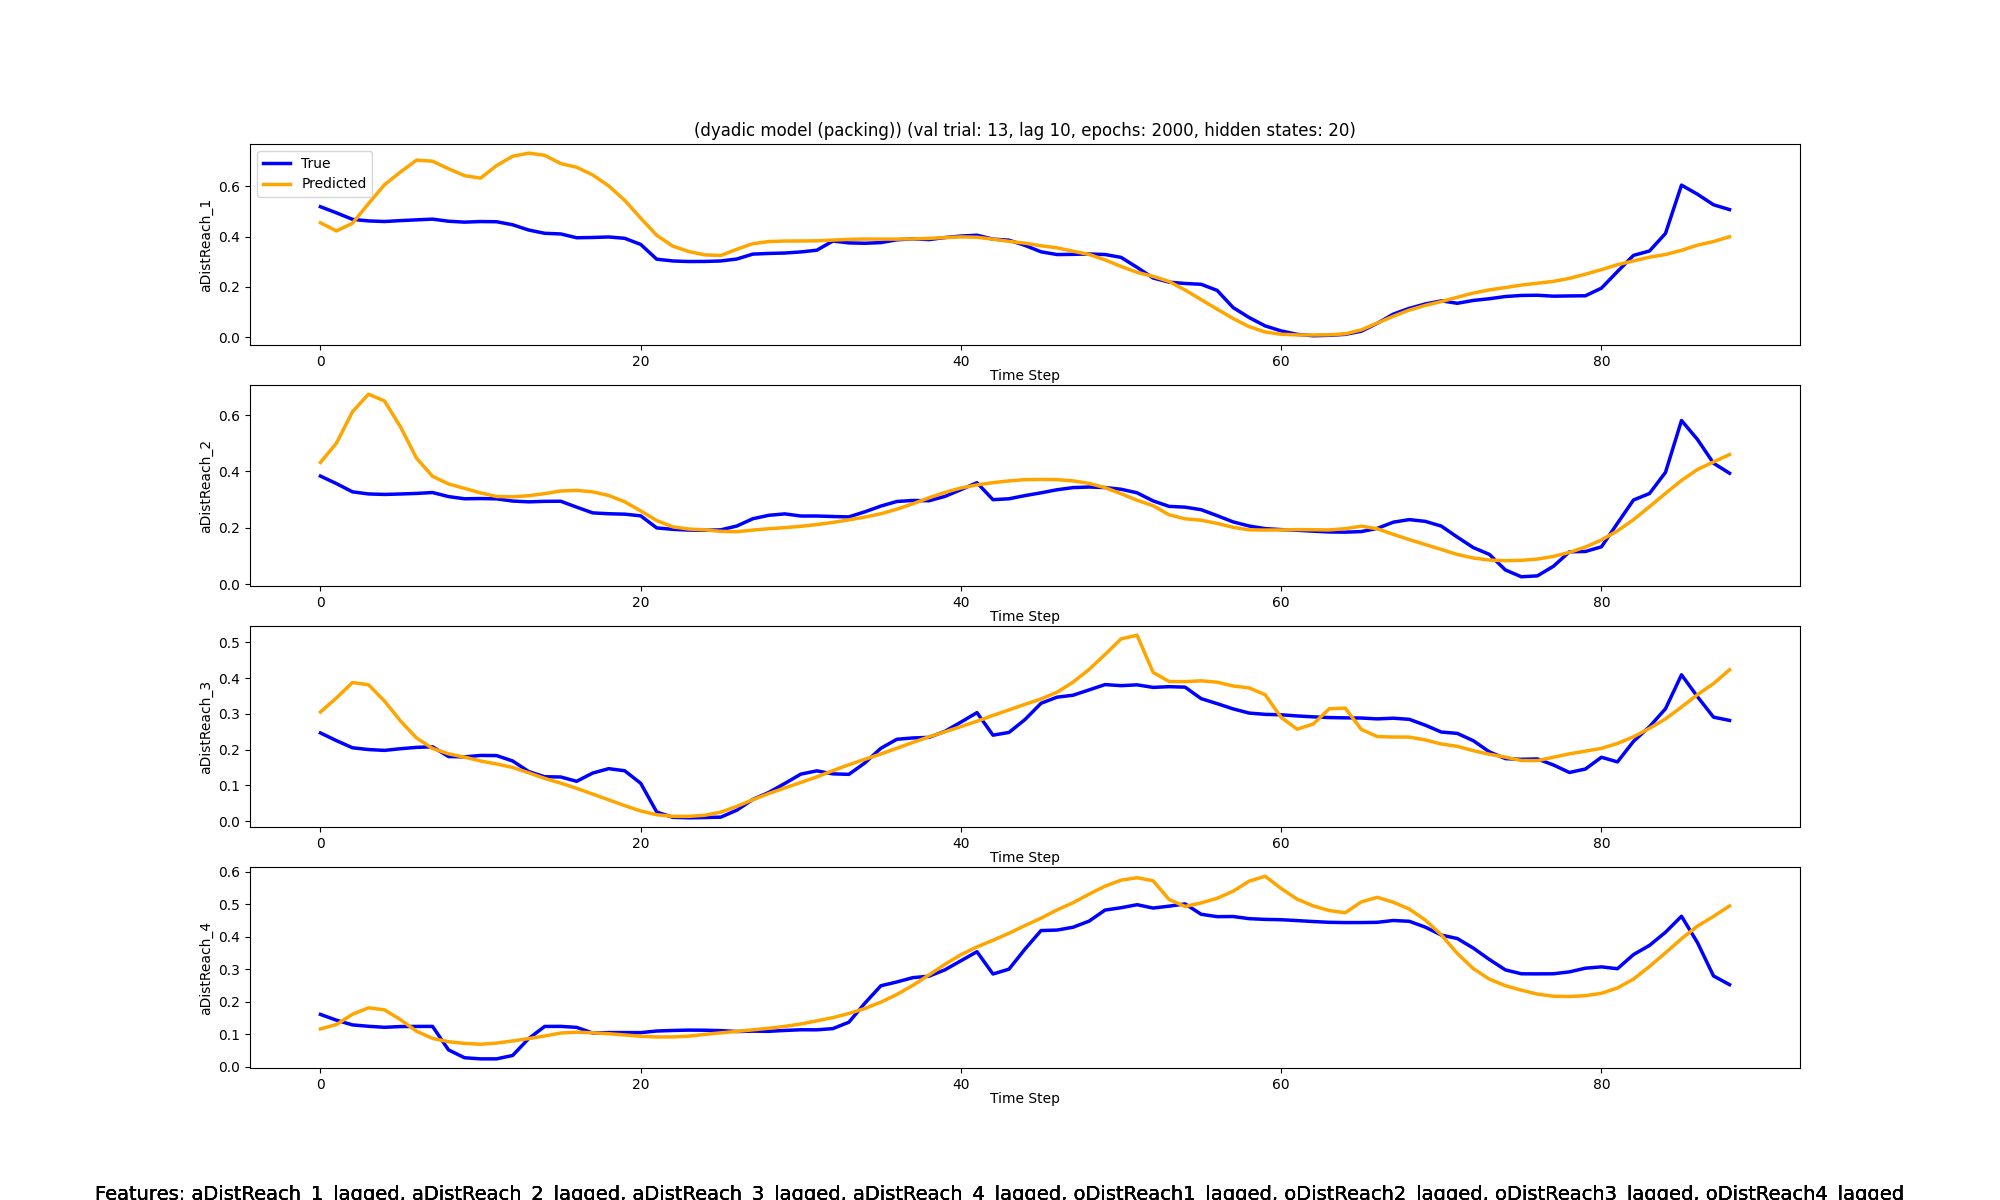 (dyadic model (packing)) (val trial: 13, lag 10, epochs: 2000, hidden states: 20)
True
Predicted
aDistReach_1
0.6
0.4
0.2
0.0
0 20 40 60 80
Time Step
aDistReach_2
0.6
0.4
0.2
0.0
0 20 40 60 80
Time Step
aDistReach_3
0.5
0.4
0.3
0.2
0.1
0.0
0 20 40 60 80
Time Step
aDistReach_4
0.6
0.5
0.4
0.3
0.2
0.1
0.0
0 20 40 60 80
Time Step
Features: aDistReach_1_lagged, aDistReach_2_lagged, aDistReach_3_lagged, aDistReach_4_lagged, oDistReach1_lagged, oDistReach2_lagged, oDistReach3_lagged, oDistReach4_lagged